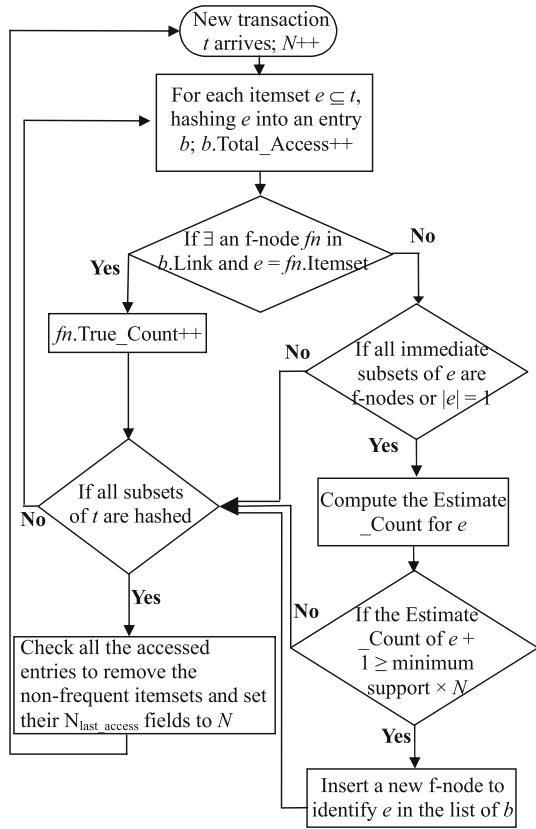 New transaction
t arrives; N++
For each itemset e ⊆ t,
hashing e into an entry
b; b.Total_Access++
If ∃ an f-node fn in
b.Link and e = fn.Itemset
Yes
No
fn.True_Count++
No
If all immediate
subsets of e are
f-nodes or |e| = 1
Yes
If all subsets
of t are hashed
No
Compute the Estimate
_Count for e
Yes
No
If the Estimate
_Count of e +
1 ≥ minimum
support × N
Check all the accessed
entries to remove the
non-frequent itemsets and set
their N_last_access fields to N
Yes
Insert a new f-node to
identify e in the list of b